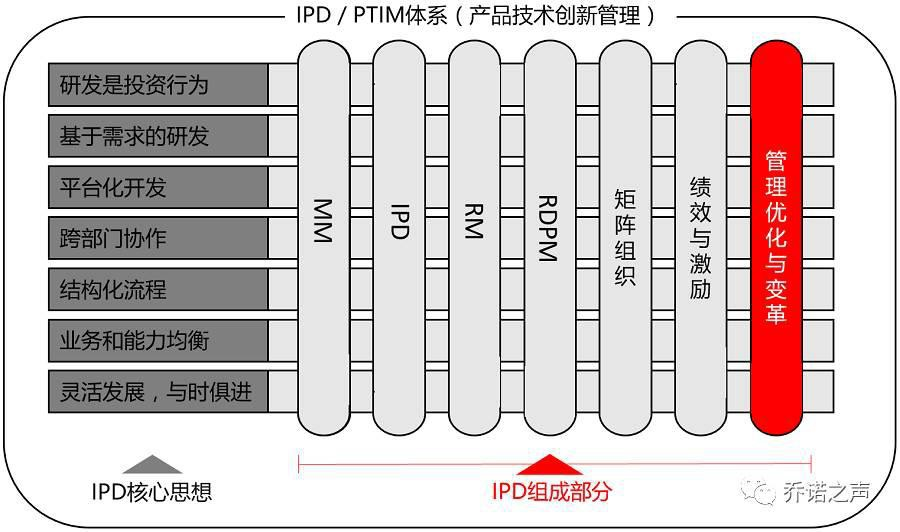 IPD / PTIM体系（产品技术创新管理）
研发是投资行为
基于需求的研发
平台化开发
跨部门协作
结构化流程
业务和能力均衡
灵活发展，与时俱进
MM
IPD
RM
RDPM
矩阵组织
绩效与激励
管理优化与变革
IPD核心思想
IPD组成部分
乔诺之声